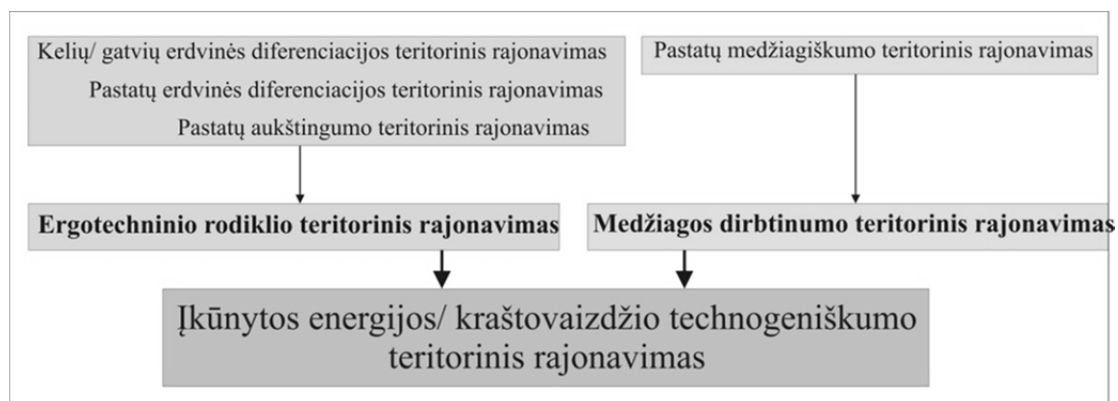 Kelių/ gatvių erdvinės diferenciacijos teritorinis rajonavimas
Pastatų erdvinės diferenciacijos teritorinis rajonavimas
Pastatų aukštingumo teritorinis rajonavimas
Pastatų medžiagiškumo teritorinis rajonavimas
Ergotechninio rodiklio teritorinis rajonavimas
Medžiagos dirbtinumo teritorinis rajonavimas
Įkūnytos energijos/ kraštovaizdžio technogeniškumo
teritorinis rajonavimas